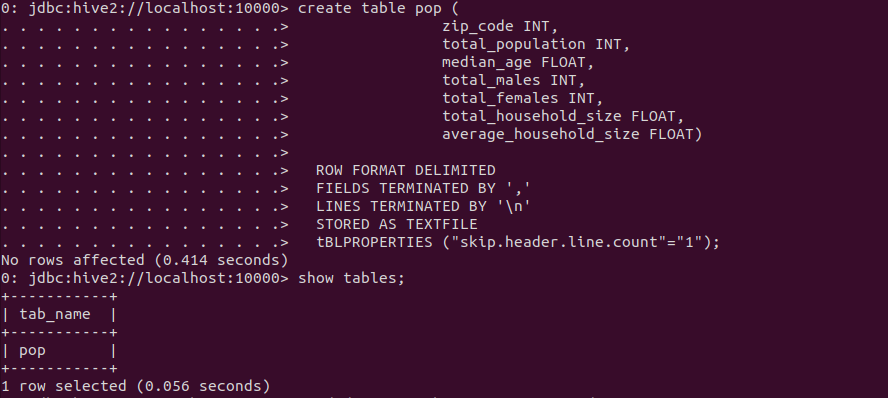 0: jdbc:hive2://localhost:10000> create table pop (
. . . . . . . . . . . . . . . .> zip_code INT,
. . . . . . . . . . . . . . . .> total_population INT,
. . . . . . . . . . . . . . . .> median_age FLOAT,
. . . . . . . . . . . . . . . .> total_males INT,
. . . . . . . . . . . . . . . .> total_females INT,
. . . . . . . . . . . . . . . .> total_household_size FLOAT,
. . . . . . . . . . . . . . . .> average_household_size FLOAT)
. . . . . . . . . . . . . . . .>
. . . . . . . . . . . . . . . .> ROW FORMAT DELIMITED
. . . . . . . . . . . . . . . .> FIELDS TERMINATED BY ','
. . . . . . . . . . . . . . . .> LINES TERMINATED BY '\n'
. . . . . . . . . . . . . . . .> STORED AS TEXTFILE
. . . . . . . . . . . . . . . .> tBLPROPERTIES ("skip.header.line.count"="1");
No rows affected (0.414 seconds)
0: jdbc:hive2://localhost:10000> show tables;
+-----------+
| tab_name  |
+-----------+
| pop       |
+-----------+
1 row selected (0.056 seconds)